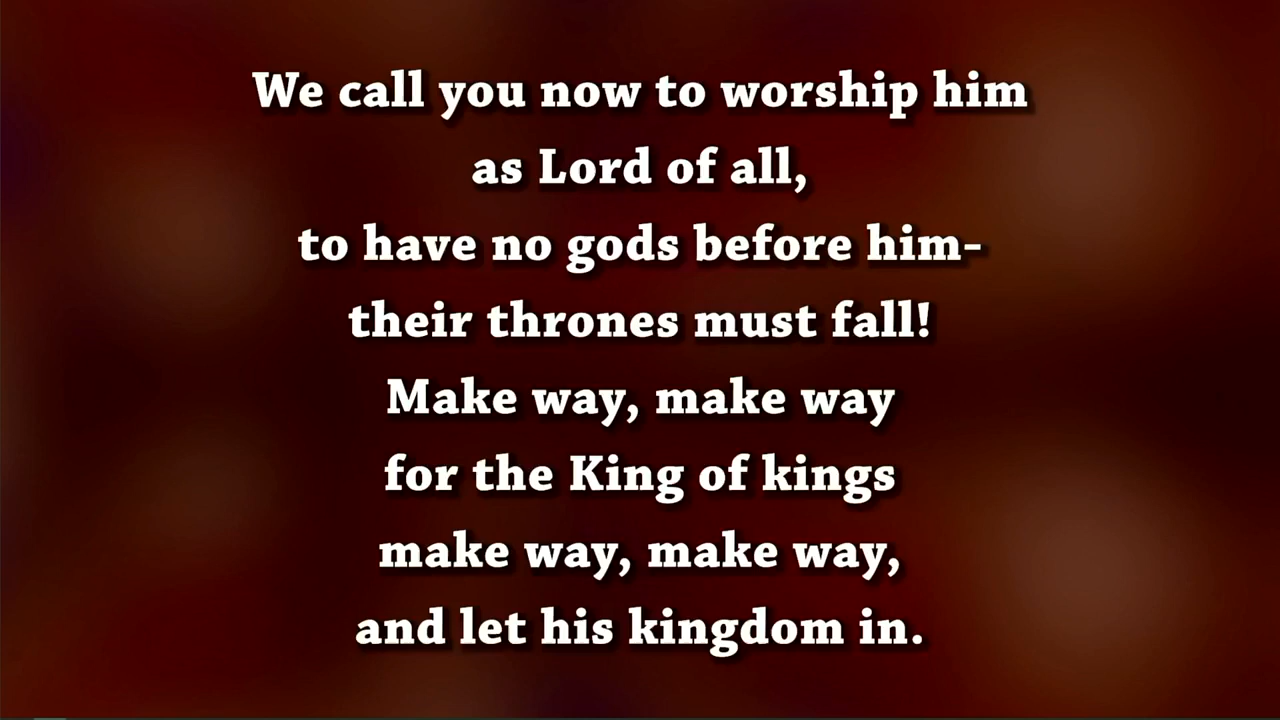 We call you now to worship him
as Lord of all,
to have no gods before him-
their thrones must fall!
Make way, make way
for the King of kings
make way, make way,
and let his kingdom in.